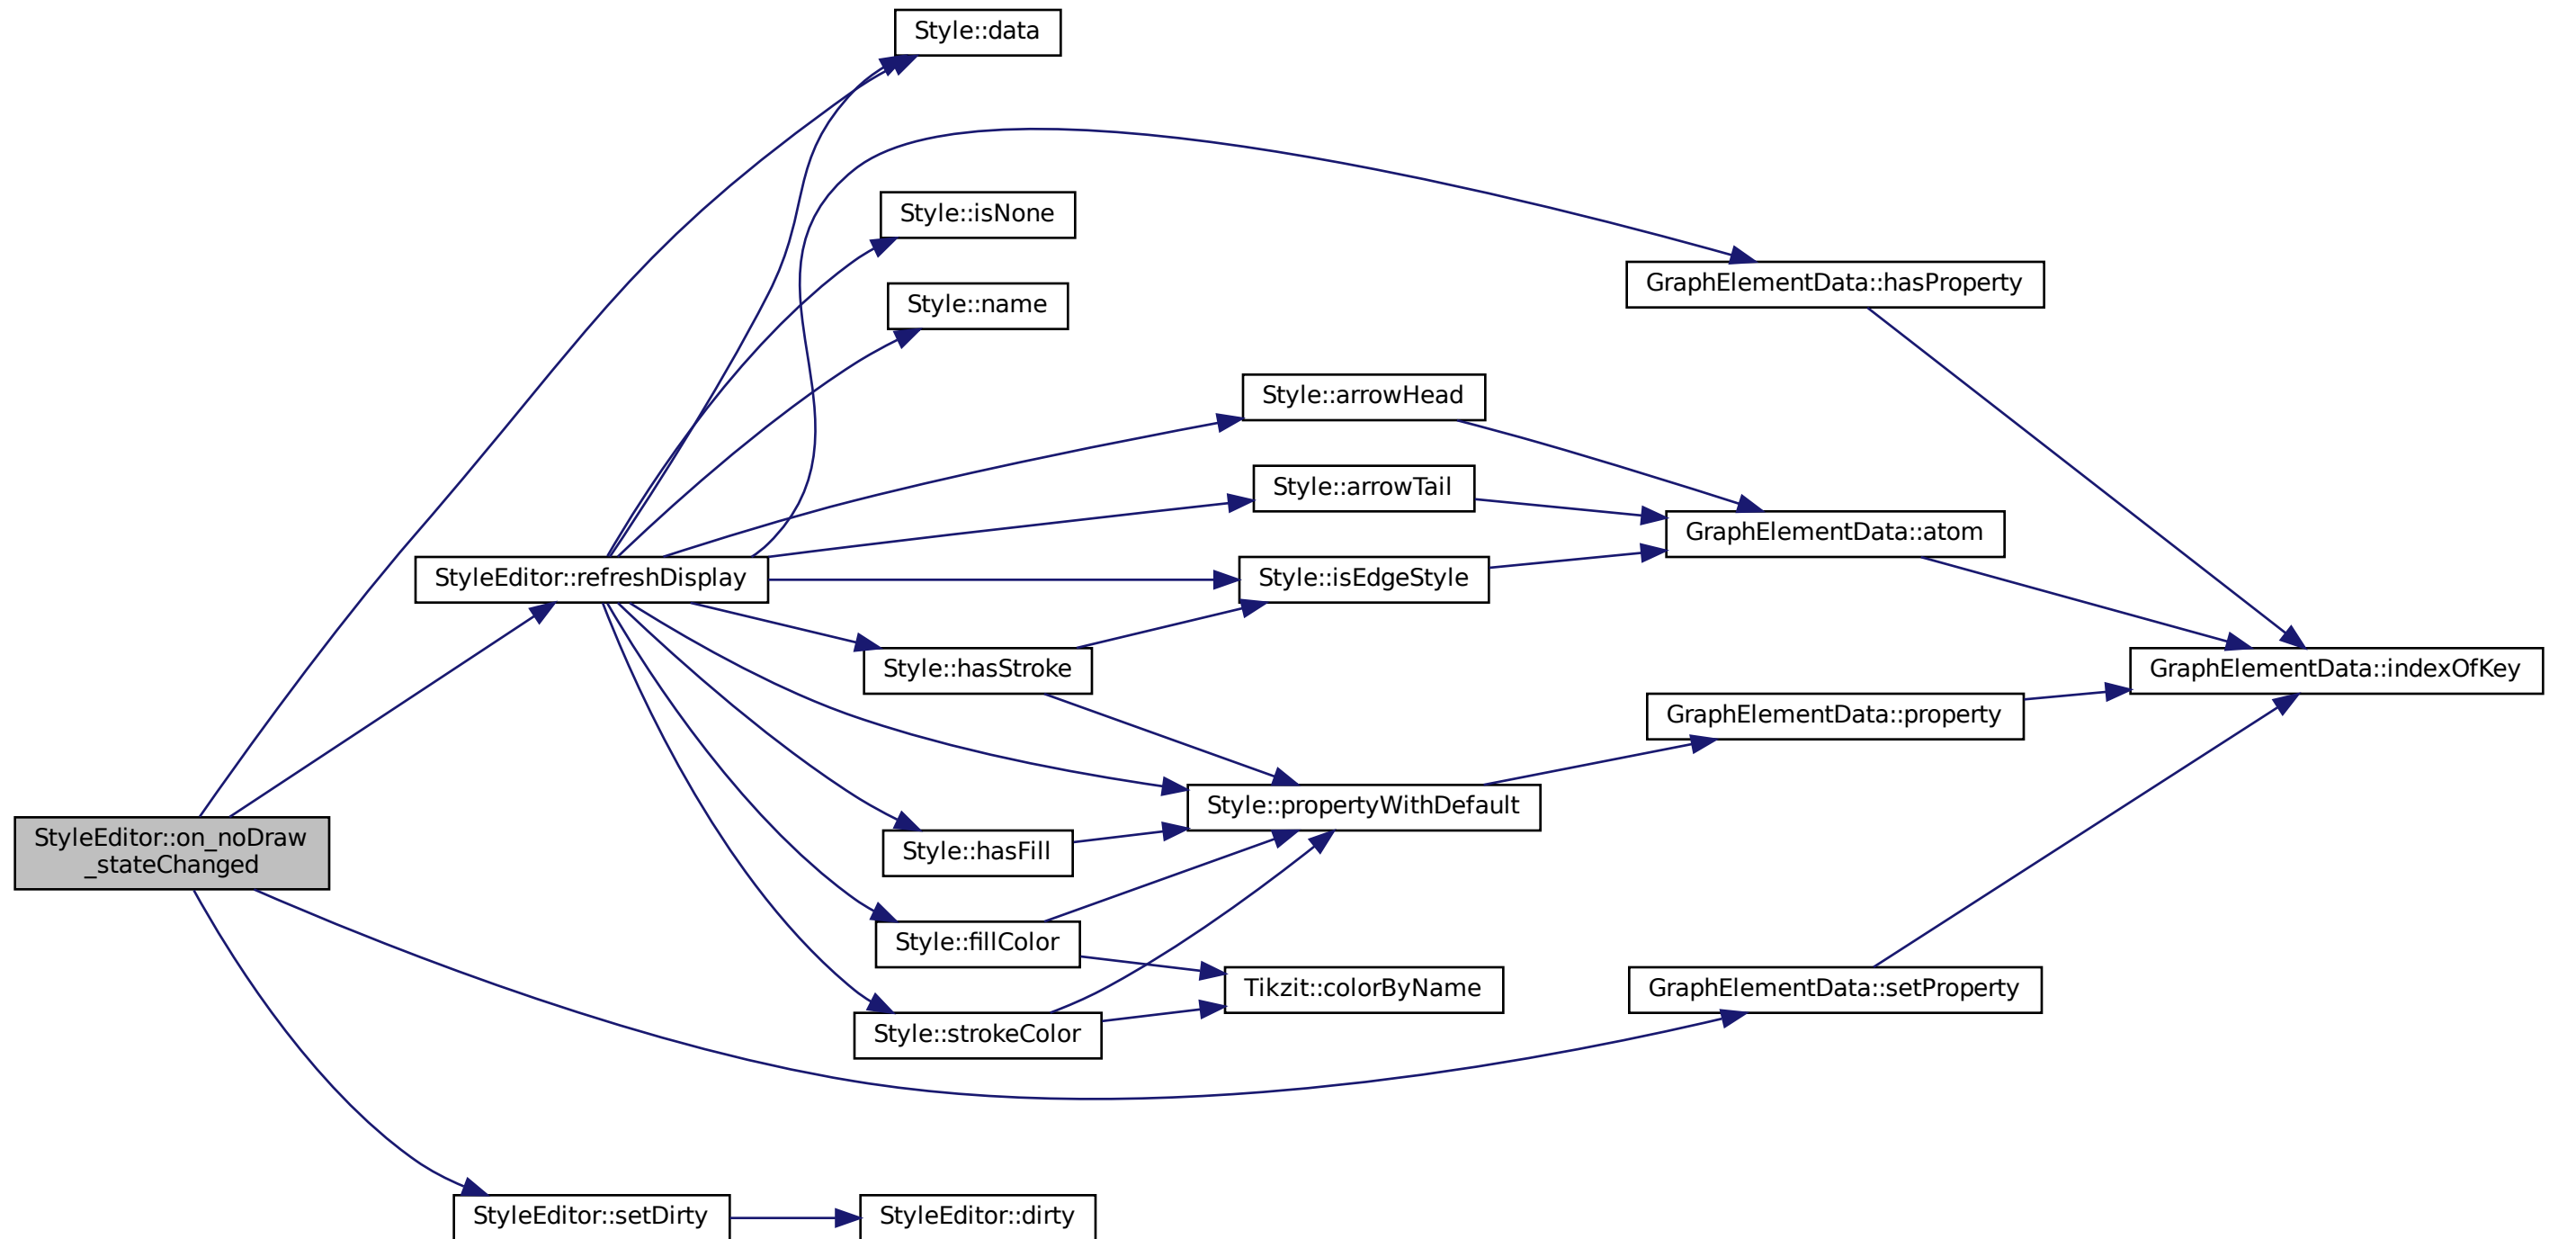 Style::data
Style::isNone
GraphElementData::hasProperty
Style::name
Style::arrowHead
Style::arrowTail
GraphElementData::atom
StyleEditor::refreshDisplay
Style::isEdgeStyle
Style::hasStroke
GraphElementData::indexOfKey
GraphElementData::property
Style::propertyWithDefault
StyleEditor::on_noDraw
_stateChanged
Style::hasFill
Style::fillColor
Tikzit::colorByName
GraphElementData::setProperty
Style::strokeColor
StyleEditor::setDirty
StyleEditor::dirty